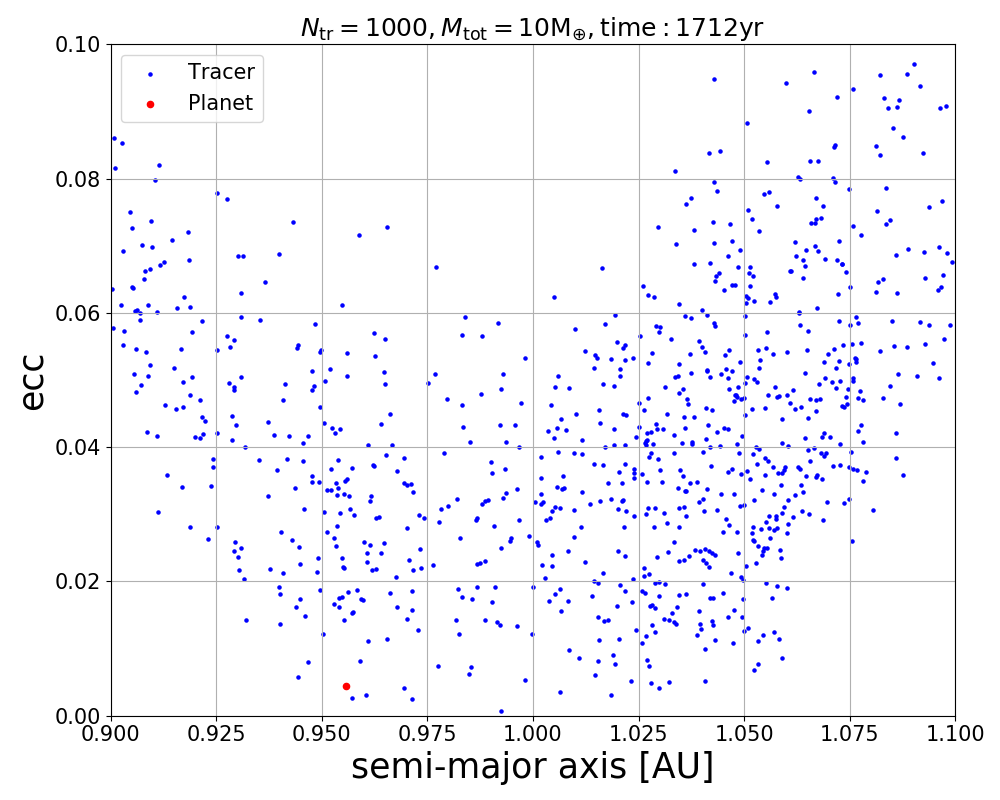 N_tr = 1000, M_tot = 10M_⊕, time : 1712yr
Tracer
Planet
0.10
0.08
0.06
0.04
0.02
0.00
ecc
0.900 0.925 0.950 0.975 1.000 1.025 1.050 1.075 1.100
semi-major axis [AU]